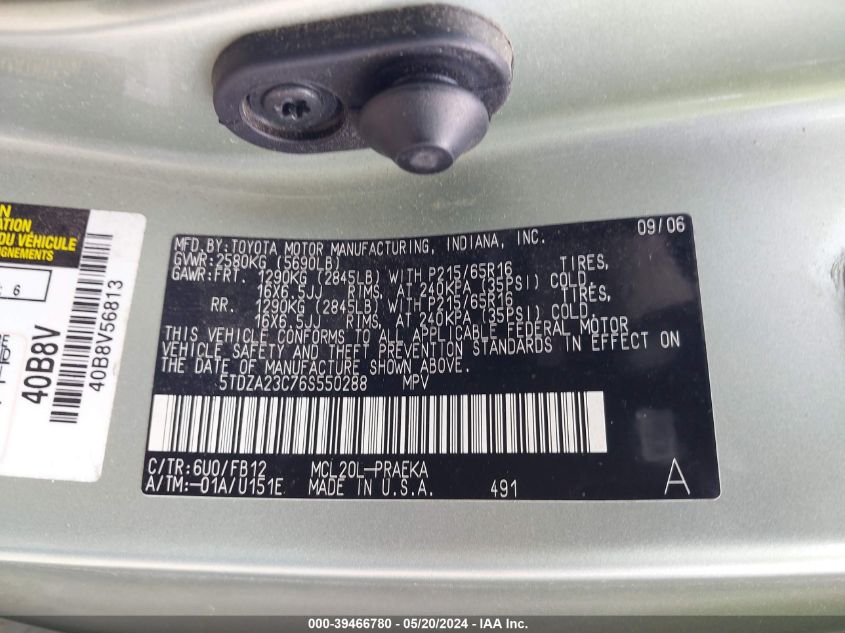 09/06
MFD.BY:TOYOTA MOTOR MANUFACTURING, INDIANA, INC.
GVWR:2580KG (5690LB)
GAWR:FRT. 1290KG (2845LB) WITH P215/65R16 TIRES,
16X6.5JJ RIMS, AT 240KPA (35PSI) COLD.
RR. 1290KG (2845LB) WITH P215/65R16 TIRES,
16X6.5JJ RIMS, AT 240KPA (35PSI) COLD.
THIS VEHICLE CONFORMS TO ALL APPLICABLE FEDERAL MOTOR
VEHICLE SAFETY AND THEFT PREVENTION STANDARDS IN EFFECT ON
THE DATE OF MANUFACTURE SHOWN ABOVE.
5TDZA23C76S550288 MPV
C/TR:6U0/FB12 MCL20L-PRAEKA
A/TM:-01A/U151E MADE IN U.S.A. 491 A
DU VÉHICULE
6
40B8V
40B8V56813
000-39466780 — 05/20/2024 — IAAI.COM